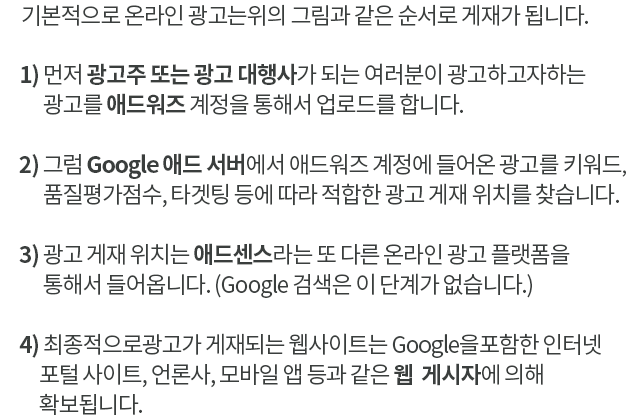 기본적으로 온라인 광고는위의 그림과 같은 순서로 게재가 됩니다.
1) 먼저 광고주 또는 광고 대행사가 되는 여러분이 광고하고자하는
광고를 애드워즈 계정을 통해서 업로드를 합니다.
2) 그럼 Google 애드 서버에서 애드워즈 계정에 들어온 광고를 키워드,
품질평가점수, 타겟팅 등에 따라 적합한 광고 게재 위치를 찾습니다.
3) 광고 게재 위치는 애드센스라는 또 다른 온라인 광고 플랫폼을
통해서 들어옵니다. (Google 검색은 이 단계가 없습니다.)
4) 최종적으로광고가 게재되는 웹사이트는 Google을포함한 인터넷
포털 사이트, 언론사, 모바일 앱 등과 같은 웹 게시자에 의해
확보됩니다.